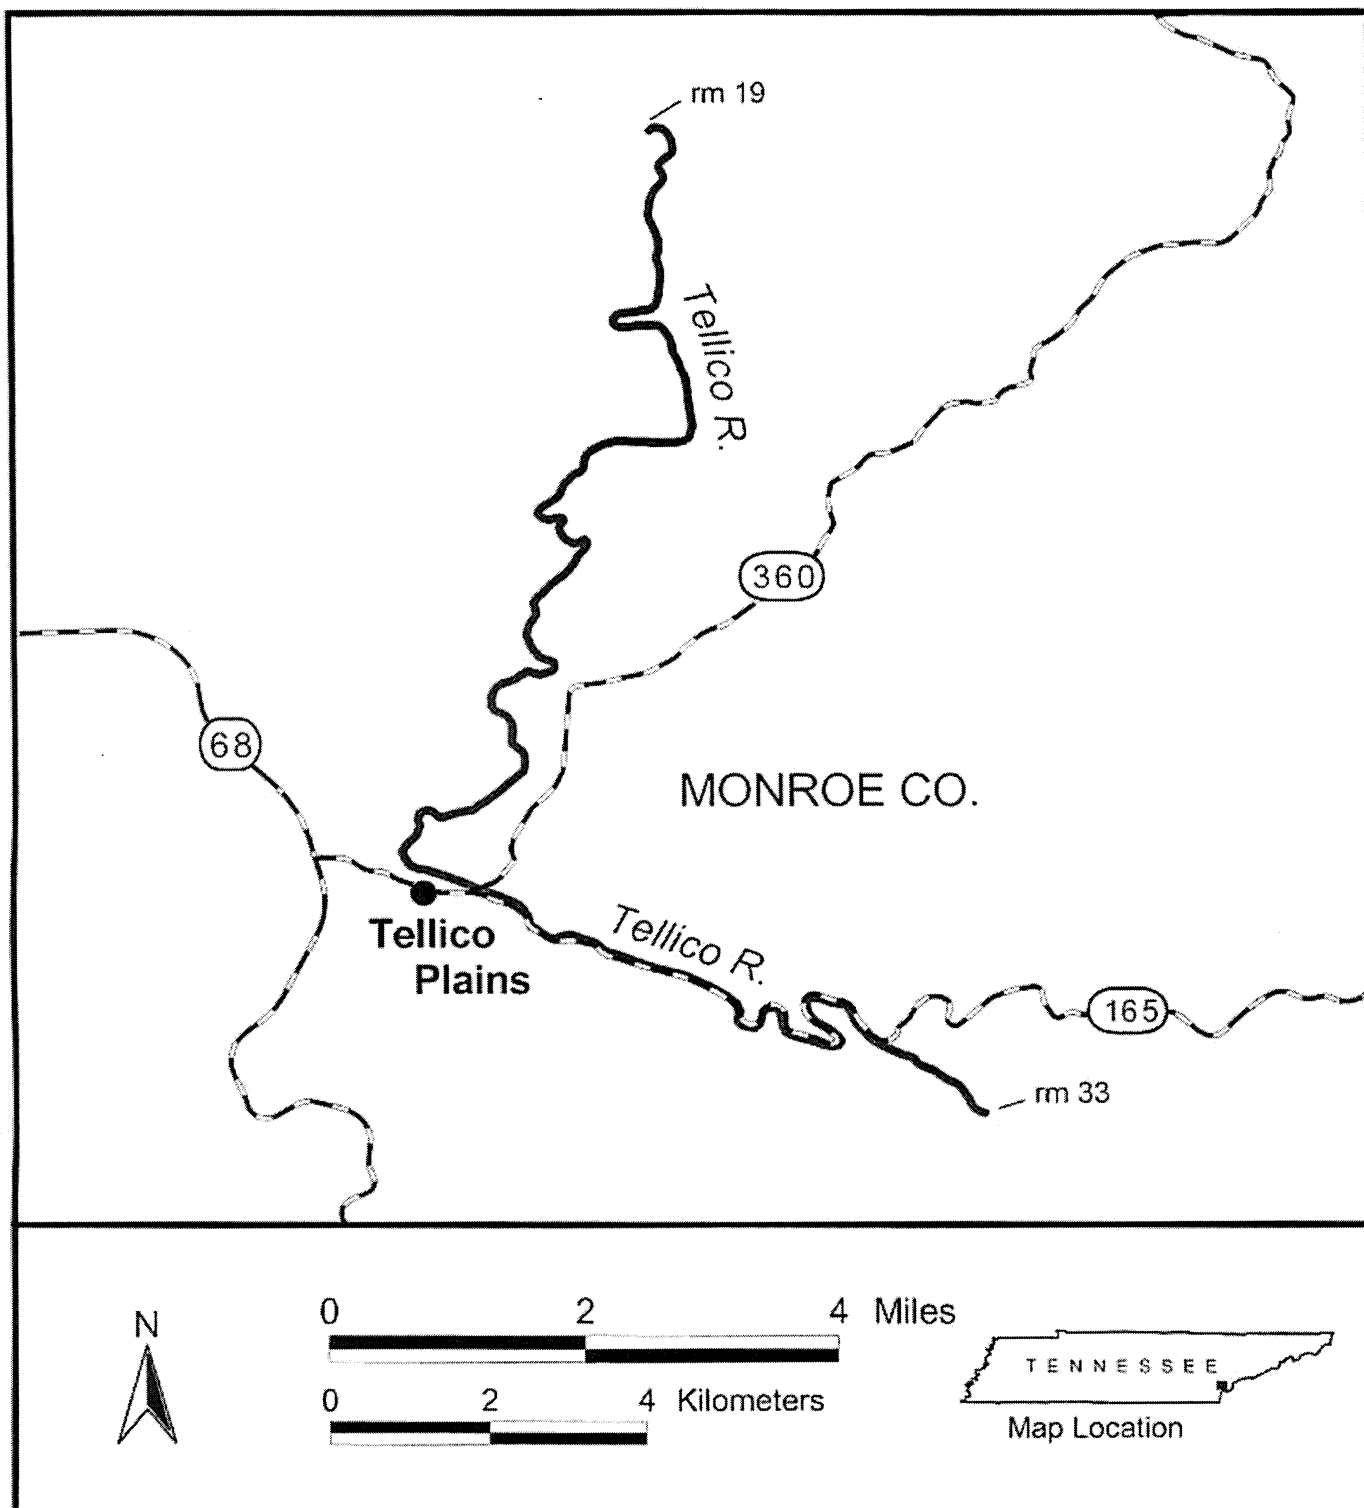 rm 19
Tellico R.
360
68
MONROE CO.
Tellico
Plains
Tellico R.
165
rm 33
N
0 2 4 Miles
0 2 4 Kilometers
TENNESSEE
Map Location